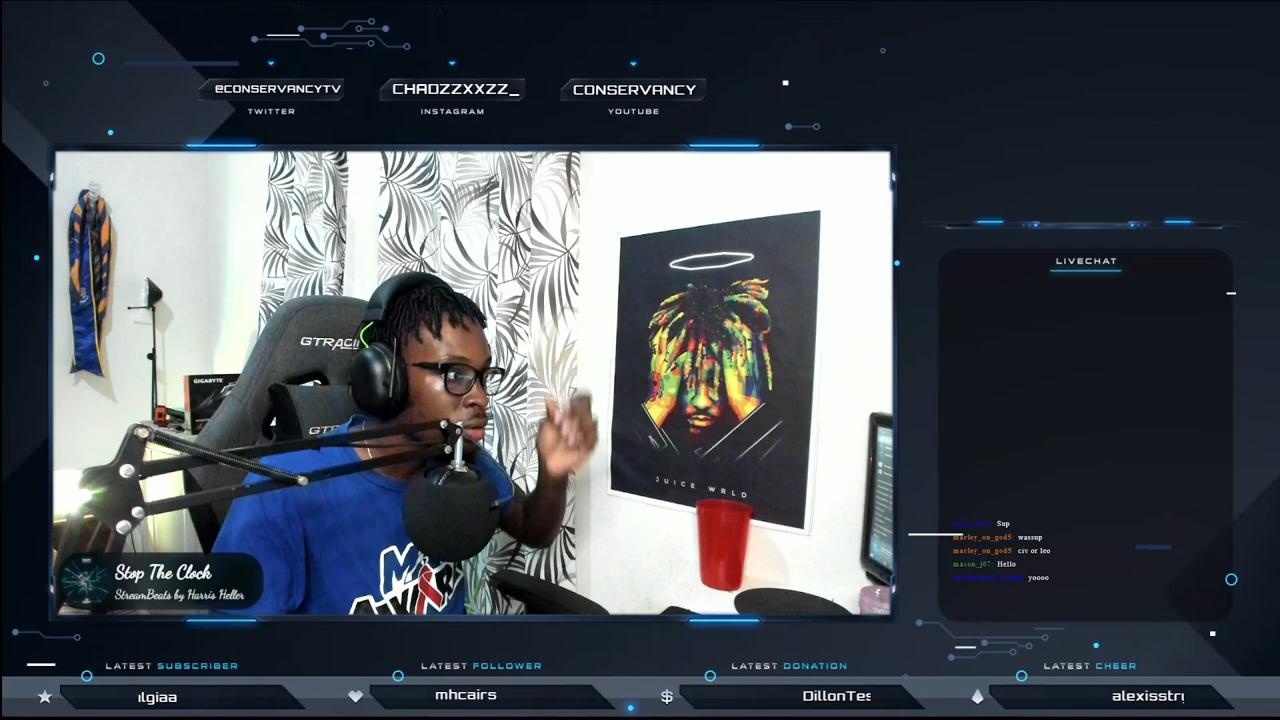 @CONSERVANCYTV
TWITTER
CHADZZXXZZ_
INSTAGRAM
CONSERVANCY
YOUTUBE
GTRACI
GIGABYTE
JUICE WRLD
Stop The Clock
StreamBeats by Harris Heller
LIVECHAT
Sup
marley_on_god5: wassup
marley_on_god5: civ or leo
mason_j07: Hello
yoooo
LATEST SUBSCRIBER
ilgiaa
LATEST FOLLOWER
mhcairs
LATEST DONATION
DillonTes
LATEST CHEER
alexisstr